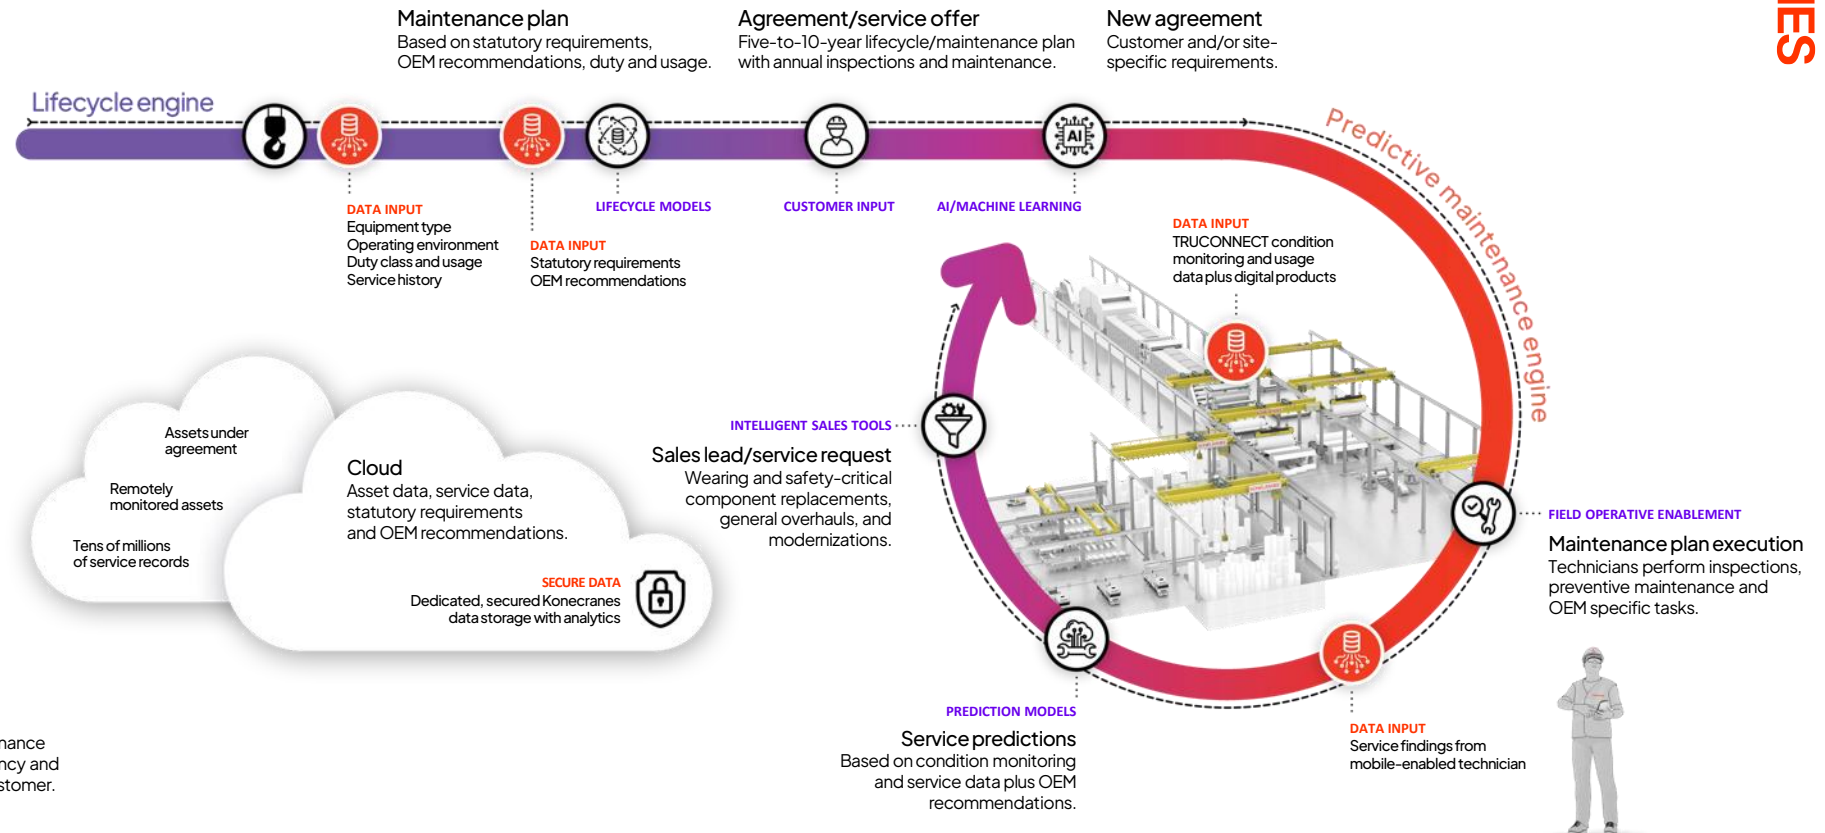 Maintenance plan
Based on statutory requirements,
OEM recommendations, duty and usage.
Agreement/service offer
Five-to-10-year lifecycle/maintenance plan
with annual inspections and maintenance.
New agreement
Customer and/or site-
specific requirements.
IES
Lifecycle engine
AI
Predictive maintenance engine
DATA INPUT
Equipment type
Operating environment
Duty class and usage
Service history
DATA INPUT
Statutory requirements
OEM recommendations
LIFECYCLE MODELS
CUSTOMER INPUT
AI/MACHINE LEARNING
DATA INPUT
TRUCONNECT condition
monitoring and usage
data plus digital products
Assets under
agreement
Remotely
monitored assets
Tens of millions
of service records
Cloud
Asset data, service data,
statutory requirements
and OEM recommendations.
SECURE DATA
Dedicated, secured Konecranes
data storage with analytics
INTELLIGENT SALES TOOLS
Sales lead/service request
Wearing and safety-critical
component replacements,
general overhauls, and
modernizations.
FIELD OPERATIVE ENABLEMENT
Maintenance plan execution
Technicians perform inspections,
preventive maintenance and
OEM specific tasks.
PREDICTION MODELS
Service predictions
Based on condition monitoring
and service data plus OEM
recommendations.
DATA INPUT
Service findings from
mobile-enabled technician
nance
ncy and
stomer.